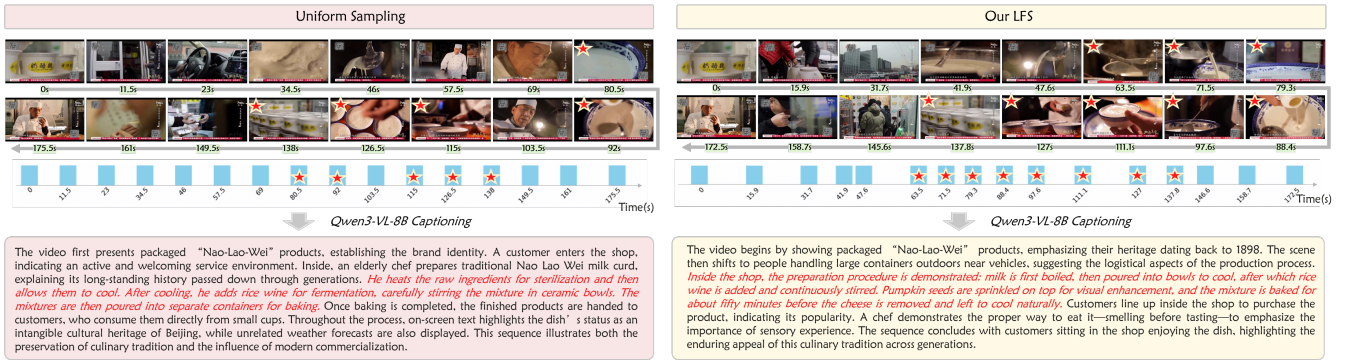 Uniform Sampling
0s 11.5s 23s 34.5s 46s 57.5s 69s 80.5s
175.5s 161s 149.5s 138s 126.5s 115s 103.5s 92s
0 11.5 23 34.5 46 57.5 69 80.5 92 103.5 115 126.5 138 149.5 161 175.5
Time(s)
Qwen3-VL-8B Captioning
The video first presents packaged “Nao-Lao-Wei” products, establishing the brand identity. A customer enters the shop,
indicating an active and welcoming service environment. Inside, an elderly chef prepares traditional Nao Lao Wei milk curd,
explaining its long-standing history passed down through generations. He heats the raw ingredients for sterilization and then
allows them to cool. After cooling, he adds rice wine for fermentation, carefully stirring the mixture in ceramic bowls. The
mixtures are then poured into separate containers for baking. Once baking is completed, the finished products are handed to
customers, who consume them directly from small cups. Throughout the process, on-screen text highlights the dish’s status as an
intangible cultural heritage of Beijing, while unrelated weather forecasts are also displayed. This sequence illustrates both the
preservation of culinary tradition and the influence of modern commercialization.
Our LFS
0s 15.9s 31.7s 41.9s 47.6s 63.5s 71.5s 79.3s
172.5s 158.7s 145.6s 137.8s 127s 111.1s 97.6s 88.4s
0 15.9 31.7 41.9 47.6 63.5 71.5 79.3 88.4 97.6 111.1 127 137.8 146.6 158.7 172.5
Time(s)
Qwen3-VL-8B Captioning
The video begins by showing packaged “Nao-Lao-Wei” products, emphasizing their heritage dating back to 1898. The scene
then shifts to people handling large containers outdoors near vehicles, suggesting the logistical aspects of the production process.
Inside the shop, the preparation procedure is demonstrated: milk is first boiled, then poured into bowls to cool, after which rice
wine is added and continuously stirred. Pumpkin seeds are sprinkled on top for visual enhancement, and the mixture is baked for
about fifty minutes before the cheese is removed and left to cool naturally. Customers line up inside the shop to purchase the
product, indicating its popularity. A chef demonstrates the proper way to eat it—smelling before tasting—to emphasize the
importance of sensory experience. The sequence concludes with customers sitting in the shop enjoying the dish, highlighting the
enduring appeal of this culinary tradition across generations.